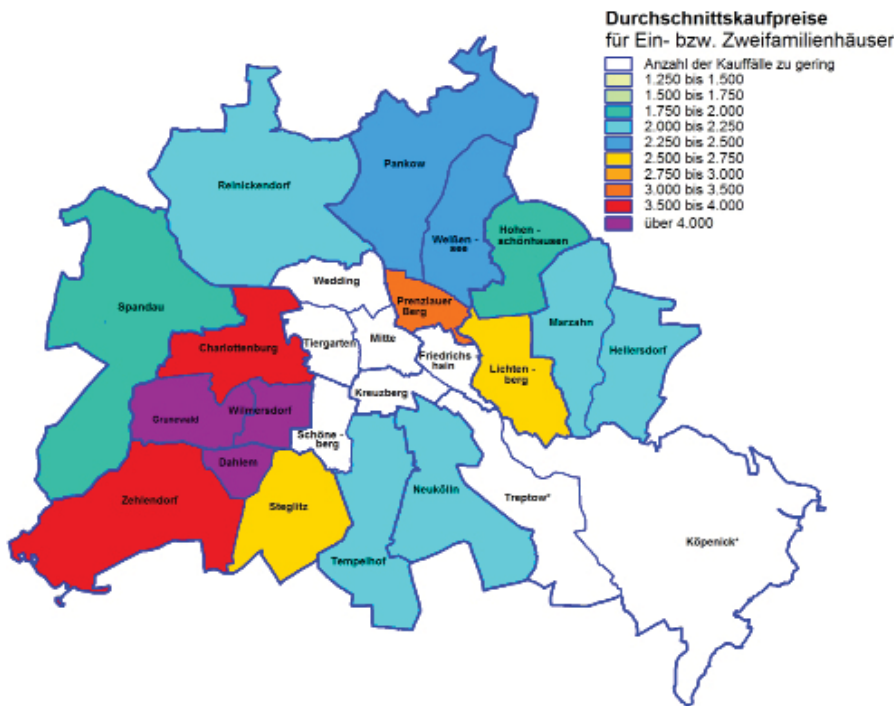 Durchschnittskaufpreise
für Ein- bzw. Zweifamilienhäuser
Anzahl der Kauffälle zu gering
1.250 bis 1.500
1.500 bis 1.750
1.750 bis 2.000
2.000 bis 2.250
2.250 bis 2.500
2.500 bis 2.750
2.750 bis 3.000
3.000 bis 3.500
3.500 bis 4.000
über 4.000
Pankow
Reinickendorf
Weißen -
see
Hohen -
schönhausen
Wedding
Prenzlauer
Berg
Spandau
Marzahn
Hellersdorf
Charlottenburg
Tiergarten
Mitte
Friedrichs
hain
Lichten -
berg
Kreuzberg
Grunewald
Wilmersdorf
Schöne -
berg
Dahlem
Zehlendorf
Steglitz
Neukölln
Treptow*
Tempelhof
Köpenick*